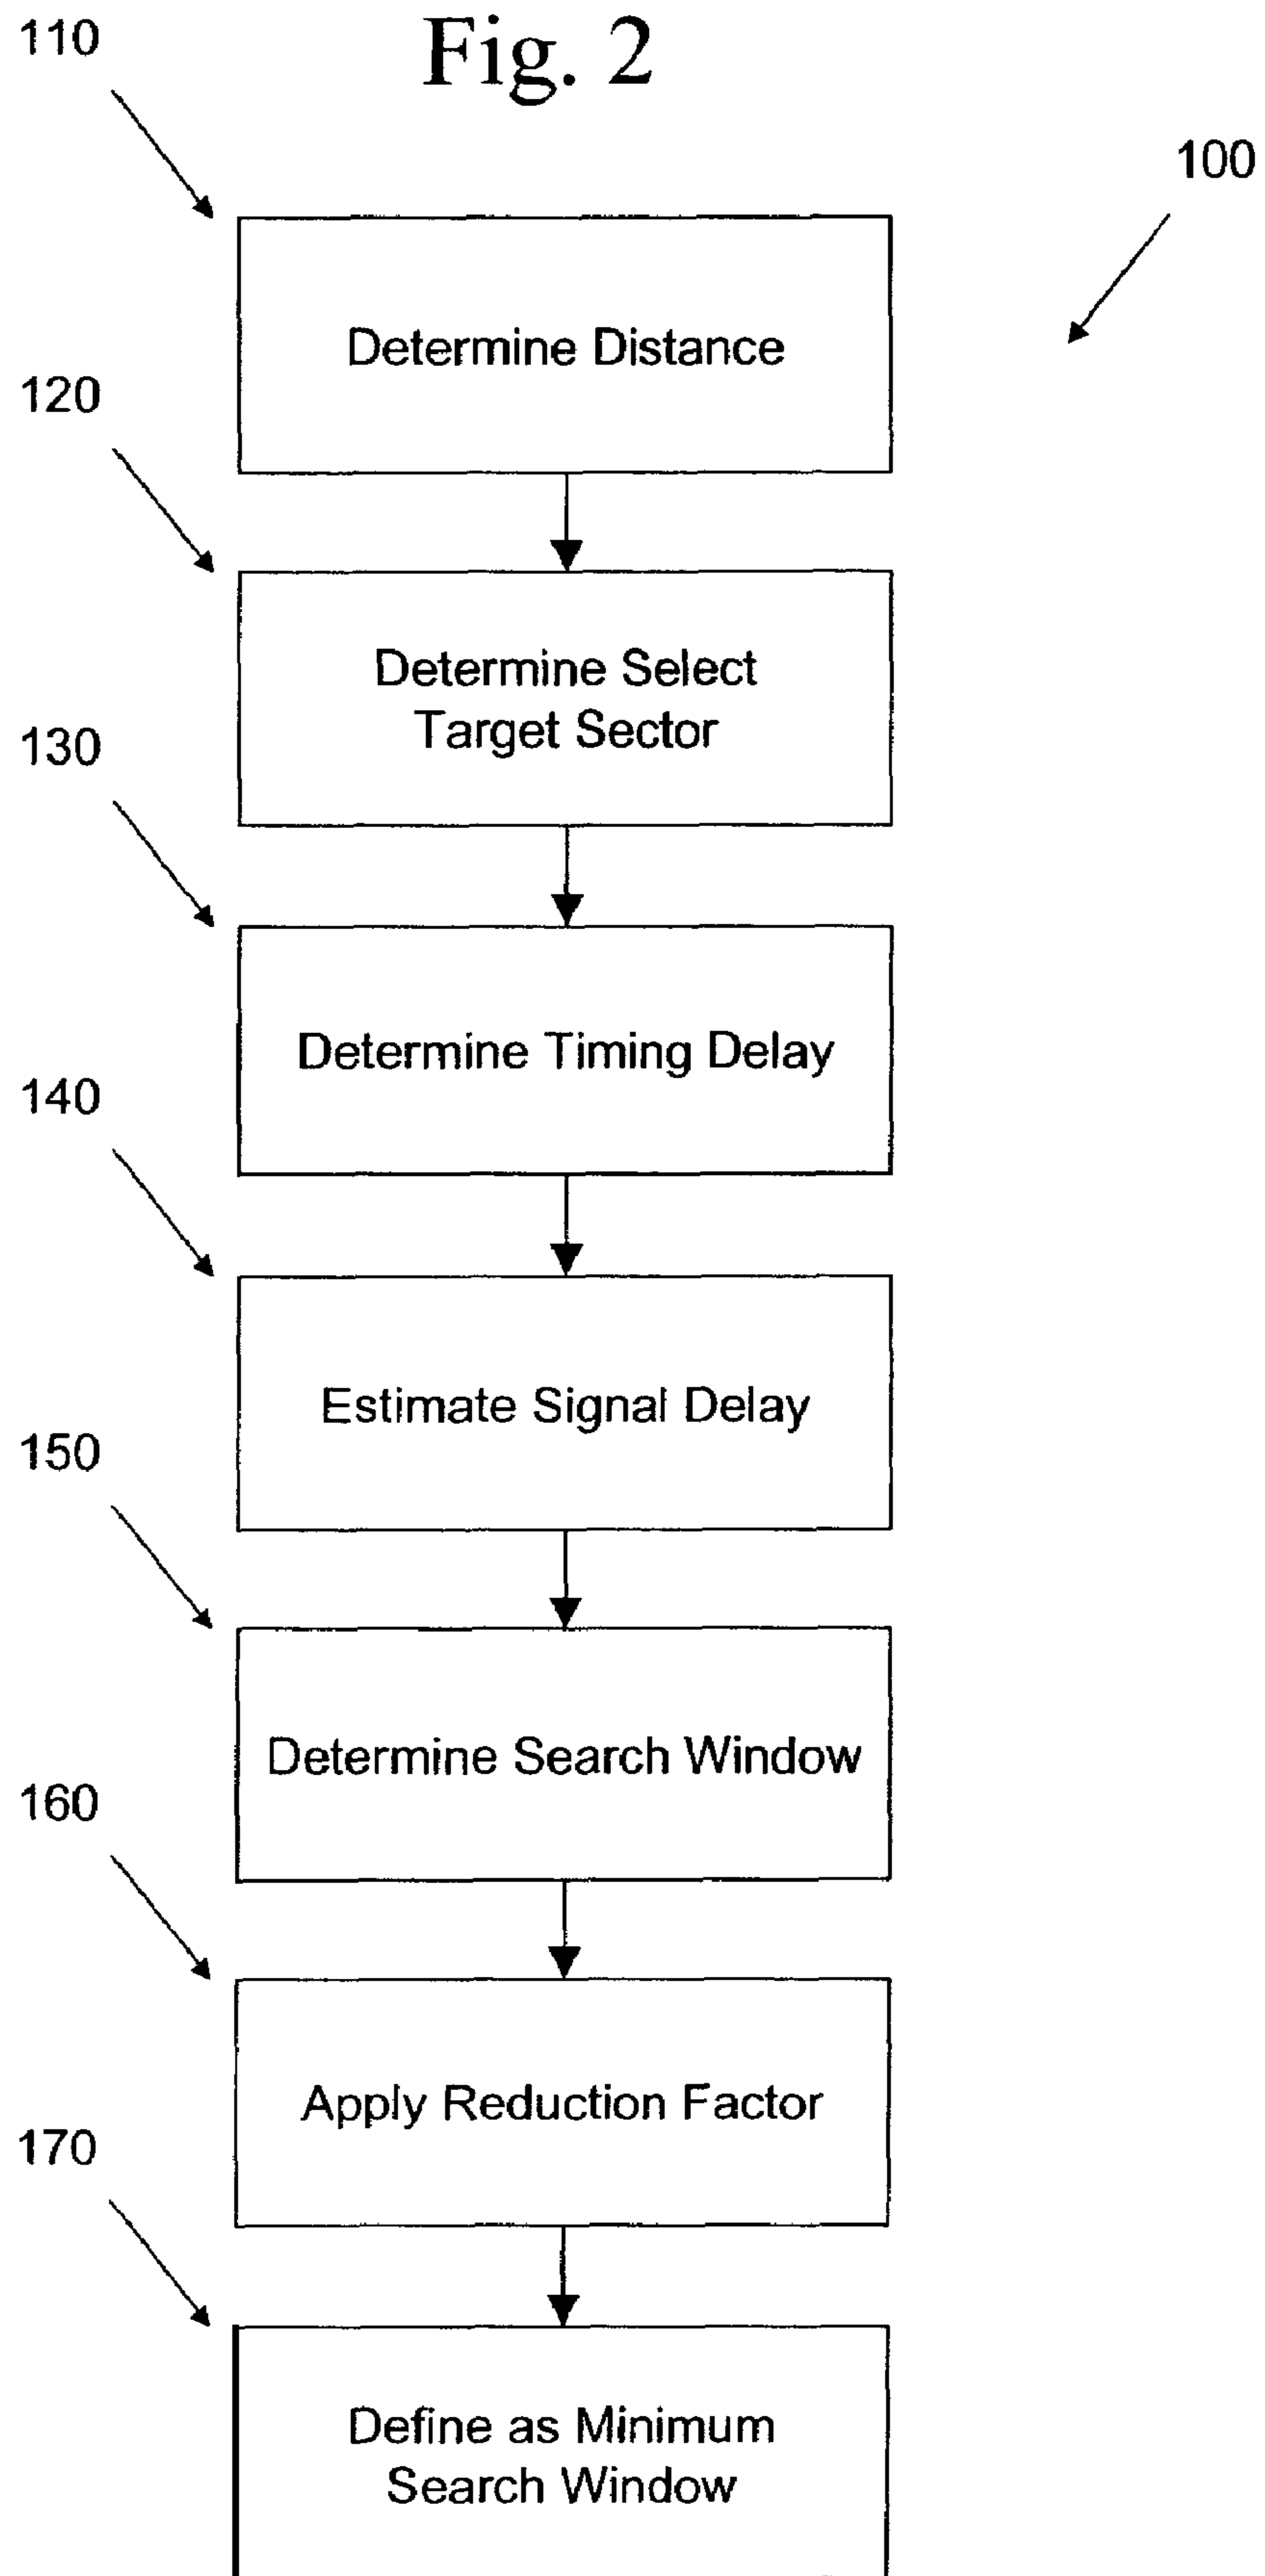 Fig. 2
100
110
Determine Distance
120
Determine Select
Target Sector
130
Determine Timing Delay
140
Estimate Signal Delay
150
Determine Search Window
160
Apply Reduction Factor
170
Define as Minimum
Search Window